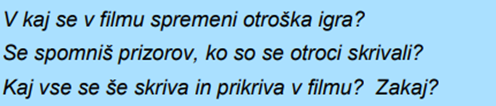 V kaj se v filmu spremeni otroška igra?
Se spomniš prizorov, ko so se otroci skrivali?
Kaj vse se še skriva in prikriva v filmu? Zakaj?